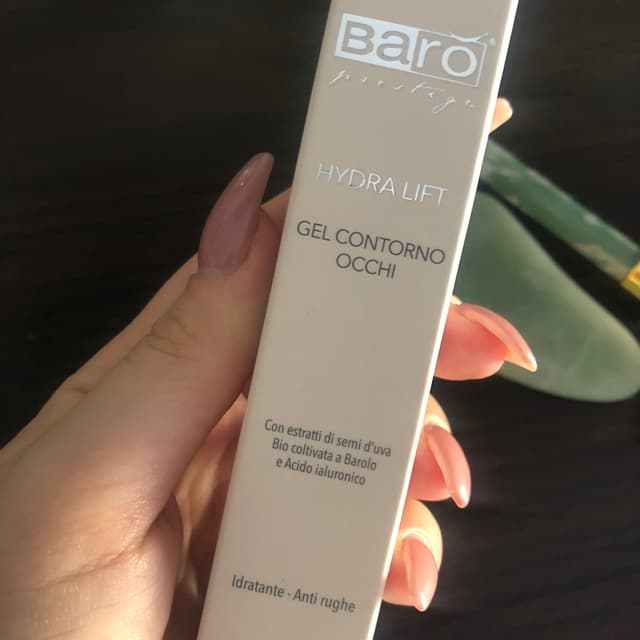 Barò
prestige
HYDRA LIFT
GEL CONTORNO
OCCHI
Con estratti di semi d'uva
Bio coltivata a Barolo
e Acido ialuronico
Idratante - Anti rughe